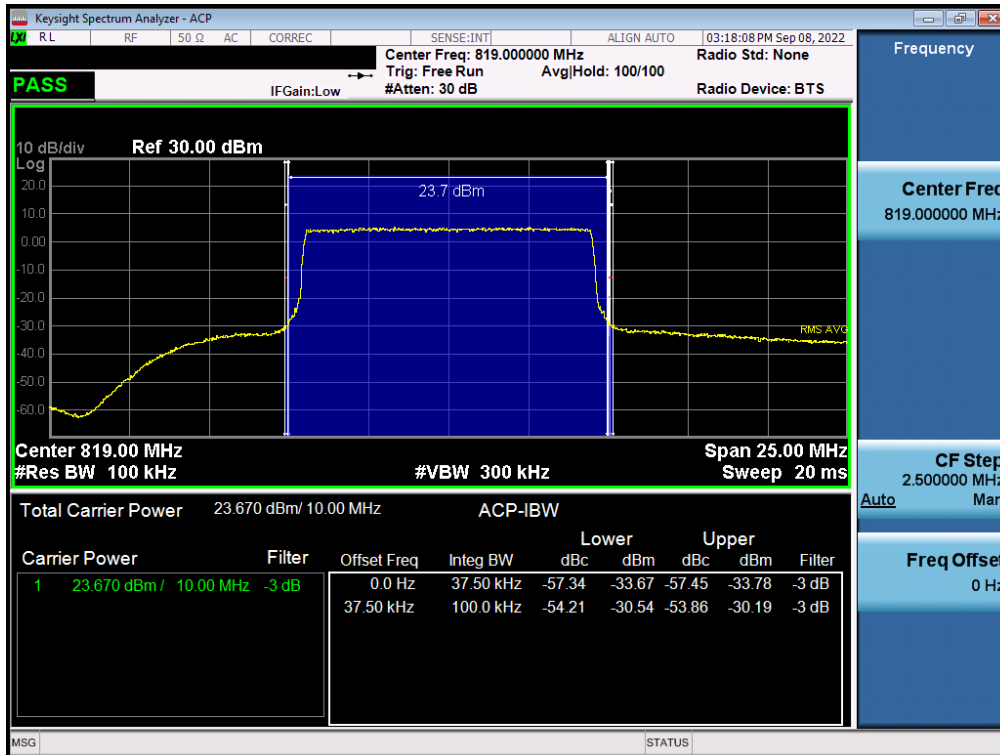 Keysight Spectrum Analyzer - ACP
LXI RL RF 50 Ω AC CORREC SENSE:INT ALIGN AUTO 03:18:08 PM Sep 08, 2022
Center Freq: 819.000000 MHz Radio Std: None
Trig: Free Run Avg|Hold: 100/100
PASS IFGain:Low #Atten: 30 dB Radio Device: BTS
10 dB/div Ref 30.00 dBm
Log
20.0
23.7 dBm
10.0
0.00
-10.0
-20.0
-30.0
RMS AVG
-40.0
-50.0
-60.0
Center 819.00 MHz Span 25.00 MHz
#Res BW 100 kHz #VBW 300 kHz Sweep 20 ms
Total Carrier Power 23.670 dBm/ 10.00 MHz ACP-IBW
Lower Upper
Carrier Power Filter Offset Freq Integ BW dBc dBm dBc dBm Filter
1 23.670 dBm / 10.00 MHz -3 dB 0.0 Hz 37.50 kHz -57.34 -33.67 -57.45 -33.78 -3 dB
37.50 kHz 100.0 kHz -54.21 -30.54 -53.86 -30.19 -3 dB
MSG STATUS
Frequency
Center Freq
819.000000 MHz
CF Step
2.500000 MHz
Auto Man
Freq Offset
0 Hz